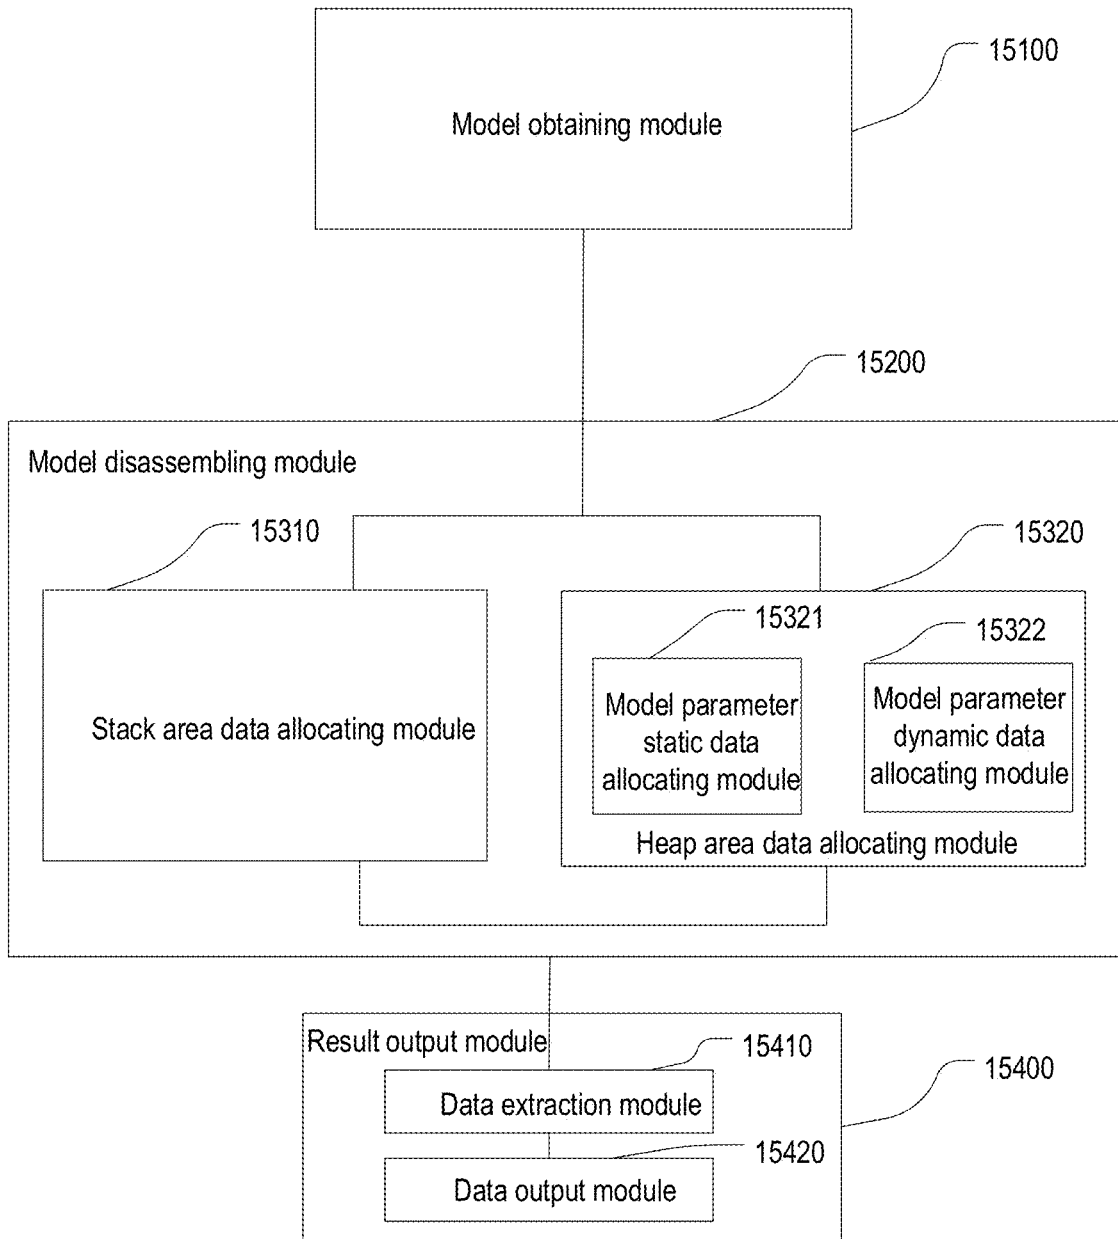 15100
Model obtaining module
15200
Model disassembling module
15310
15320
15321
15322
Stack area data allocating module
Model parameter
static data
allocating module
Model parameter
dynamic data
allocating module
Heap area data allocating module
Result output module
15410
15400
Data extraction module
15420
Data output module